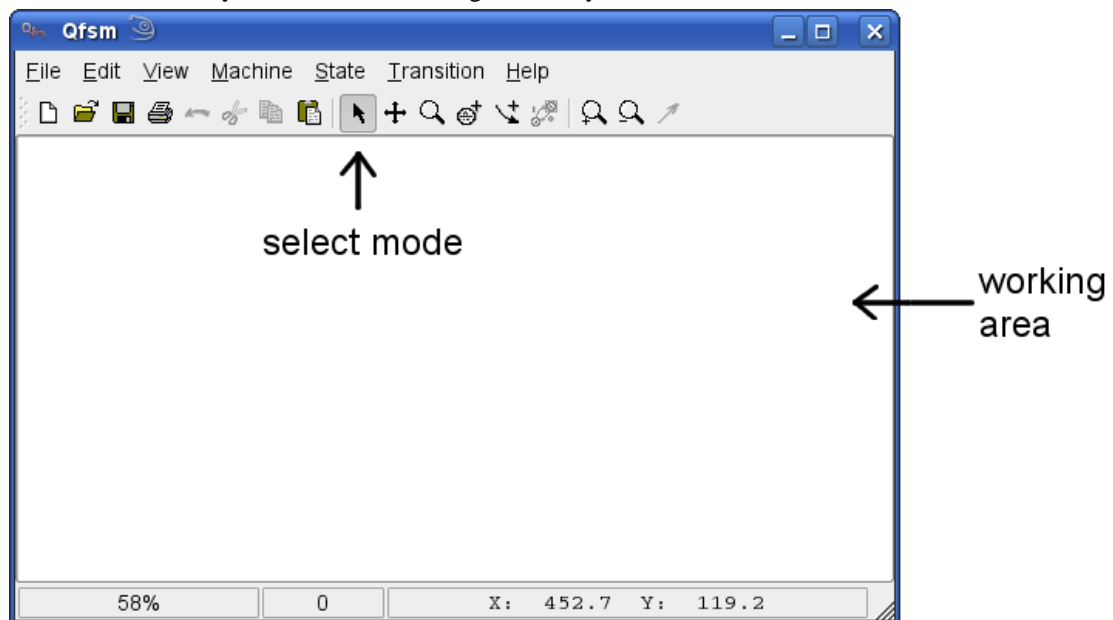 Qfsm
File Edit View Machine State Transition Help
select mode
working
area
58% 0 X: 452.7 Y: 119.2